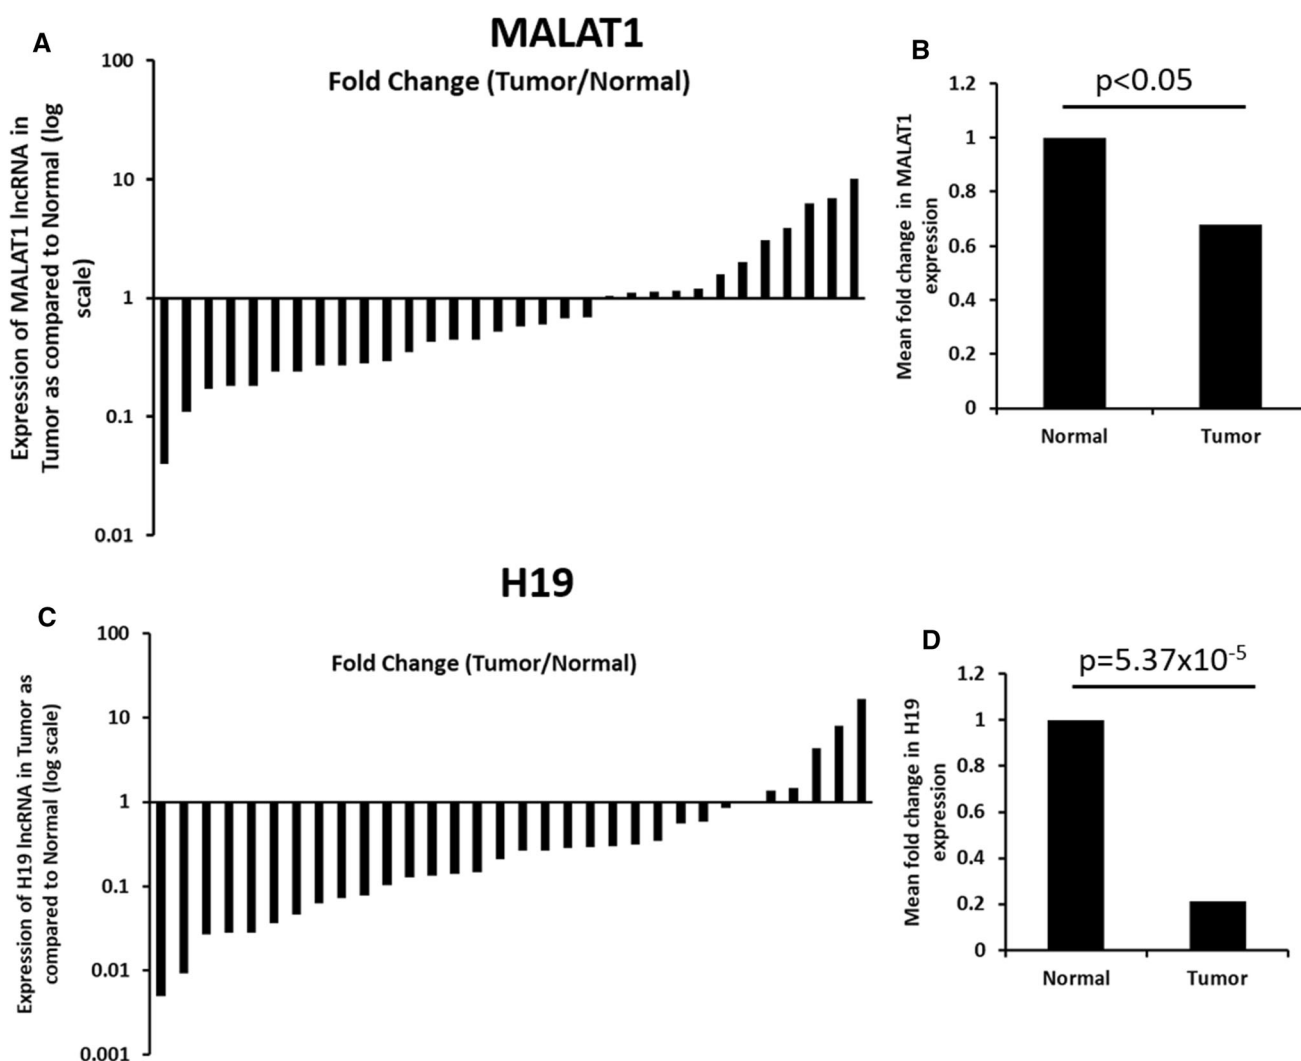 MALAT1
A
Fold Change (Tumor/Normal)
Expression of MALAT1 lncRNA in
Tumor as compared to Normal (log
scale)
100
10
1
0.1
0.01
B
p<0.05
Mean fold change in MALAT1
expression
1.2
1
0.8
0.6
0.4
0.2
0
Normal
Tumor
H19
C
Fold Change (Tumor/Normal)
Expression of H19 lncRNA in Tumor as
compared to Normal (log scale)
100
10
1
0.1
0.01
0.001
D
p=5.37x10⁻⁵
Mean fold change in H19
expression
1.2
1
0.8
0.6
0.4
0.2
0
Normal
Tumor